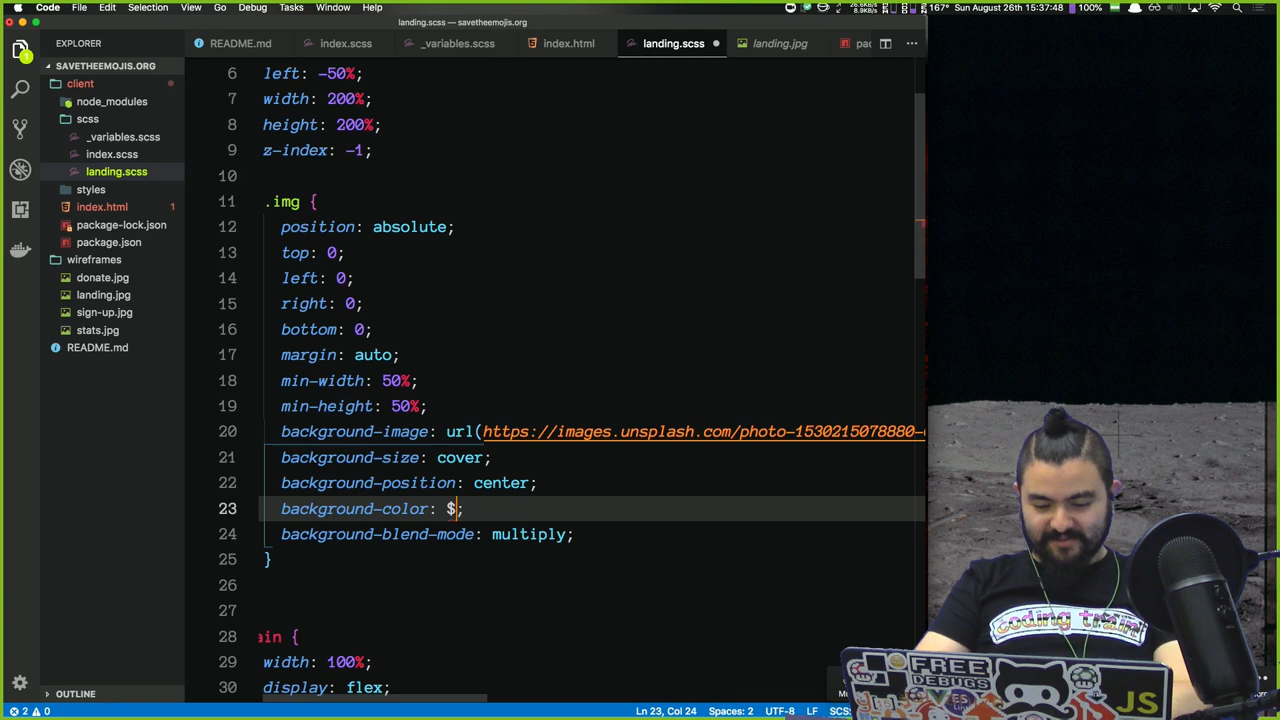 Code File Edit Selection View Go Debug Tasks Window Help
167° Sun August 26th 15:37:48 100%
landing.scss — savetheemojis.org
EXPLORER
README.md index.scss _variables.scss index.html landing.scss landing.jpg
SAVETHEEMOJIS.ORG
client
node_modules
scss
_variables.scss
index.scss
landing.scss
styles
index.html 1
package-lock.json
package.json
wireframes
donate.jpg
landing.jpg
sign-up.jpg
stats.jpg
README.md
OUTLINE
1
6 left: -50%;
7 width: 200%;
8 height: 200%;
9 z-index: -1;
10
11 .img {
12 position: absolute;
13 top: 0;
14 left: 0;
15 right: 0;
16 bottom: 0;
17 margin: auto;
18 min-width: 50%;
19 min-height: 50%;
20 background-image: url(https://images.unsplash.com/photo-1530215078880-
21 background-size: cover;
22 background-position: center;
23 background-color: $;
24 background-blend-mode: multiply;
25 }
26
27
28 ain {
29 width: 100%;
30 display: flex;
2 0
Ln 23, Col 24 Spaces: 2 UTF-8 LF SCS
coding train
FREE
DEBUGS
JS